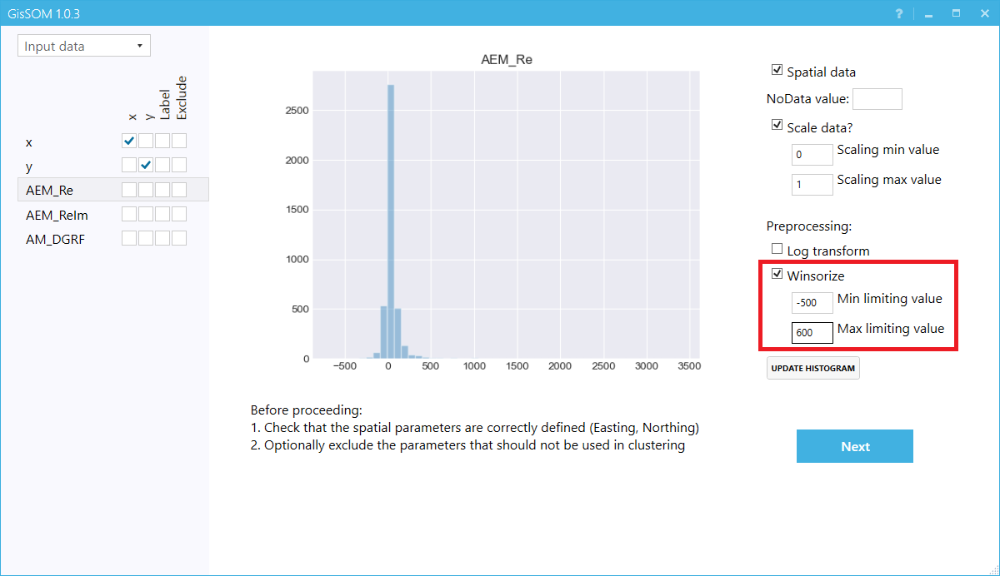 GisSOM 1.0.3
?
Input data
x
y
Label
Exclude
x
y
AEM_Re
AEM_ReIm
AM_DGRF
AEM_Re
2500
2000
1500
1000
500
0
−500 0 500 1000 1500 2000 2500 3000 3500
Before proceeding:
1. Check that the spatial parameters are correctly defined (Easting, Northing)
2. Optionally exclude the parameters that should not be used in clustering
Spatial data
NoData value:
Scale data?
0 Scaling min value
1 Scaling max value
Preprocessing:
Log transform
Winsorize
-500 Min limiting value
600 Max limiting value
UPDATE HISTOGRAM
Next